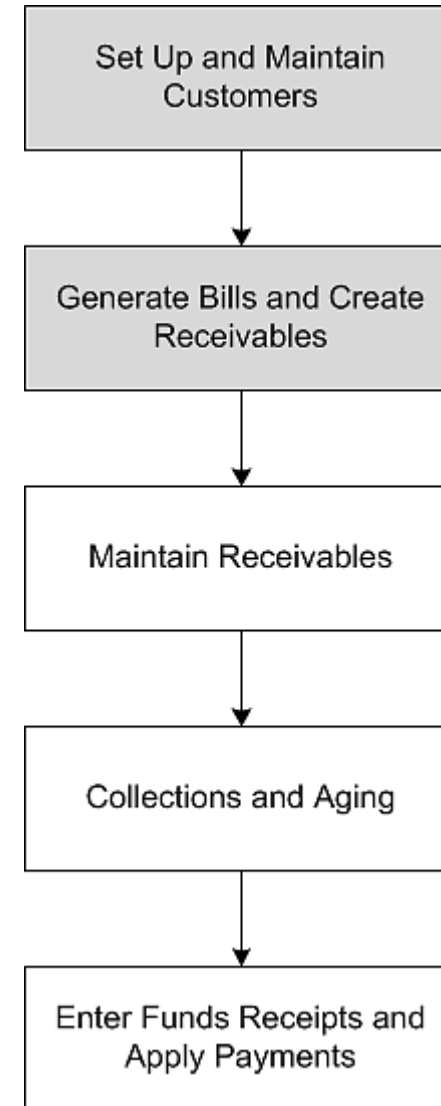 Set Up and Maintain
Customers
Generate Bills and Create
Receivables
Maintain Receivables
Collections and Aging
Enter Funds Receipts and
Apply Payments